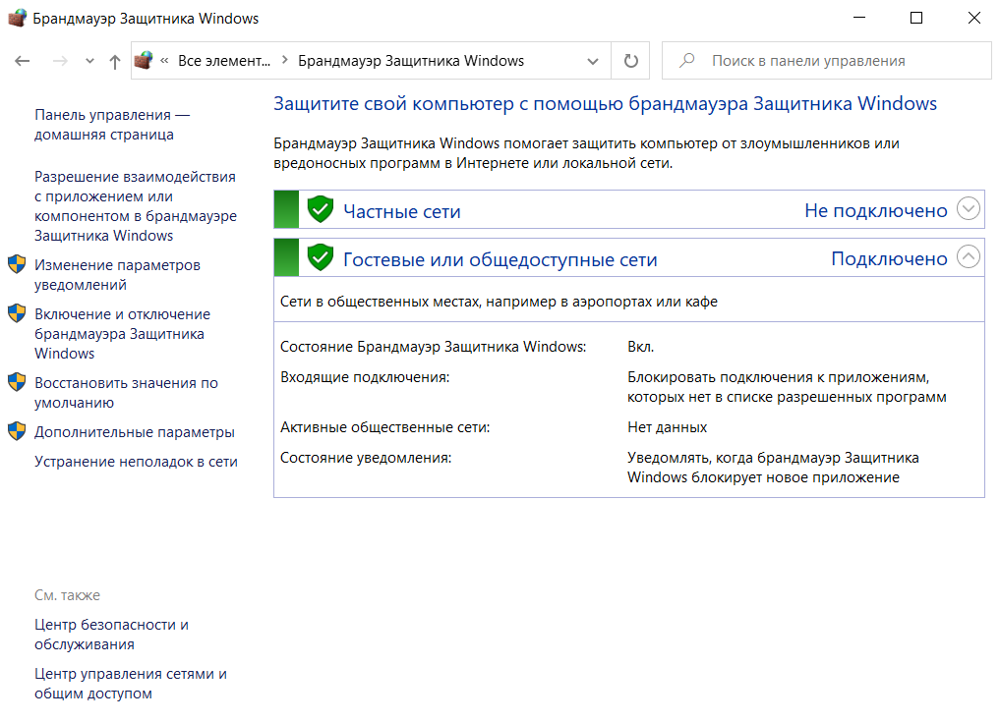 Брандмауэр Защитника Windows
« Все элемент... › Брандмауэр Защитника Windows
Поиск в панели управления
Панель управления —
домашняя страница
Разрешение взаимодействия
с приложением или
компонентом в брандмауэре
Защитника Windows
Изменение параметров
уведомлений
Включение и отключение
брандмауэра Защитника
Windows
Восстановить значения по
умолчанию
Дополнительные параметры
Устранение неполадок в сети
См. также
Центр безопасности и
обслуживания
Центр управления сетями и
общим доступом
Защитите свой компьютер с помощью брандмауэра Защитника Windows
Брандмауэр Защитника Windows помогает защитить компьютер от злоумышленников или
вредоносных программ в Интернете или локальной сети.
Частные сети Не подключено
Гостевые или общедоступные сети Подключено
Сети в общественных местах, например в аэропортах или кафе
Состояние Брандмауэр Защитника Windows: Вкл.
Входящие подключения: Блокировать подключения к приложениям,
которых нет в списке разрешенных программ
Активные общественные сети: Нет данных
Состояние уведомления: Уведомлять, когда брандмауэр Защитника
Windows блокирует новое приложение